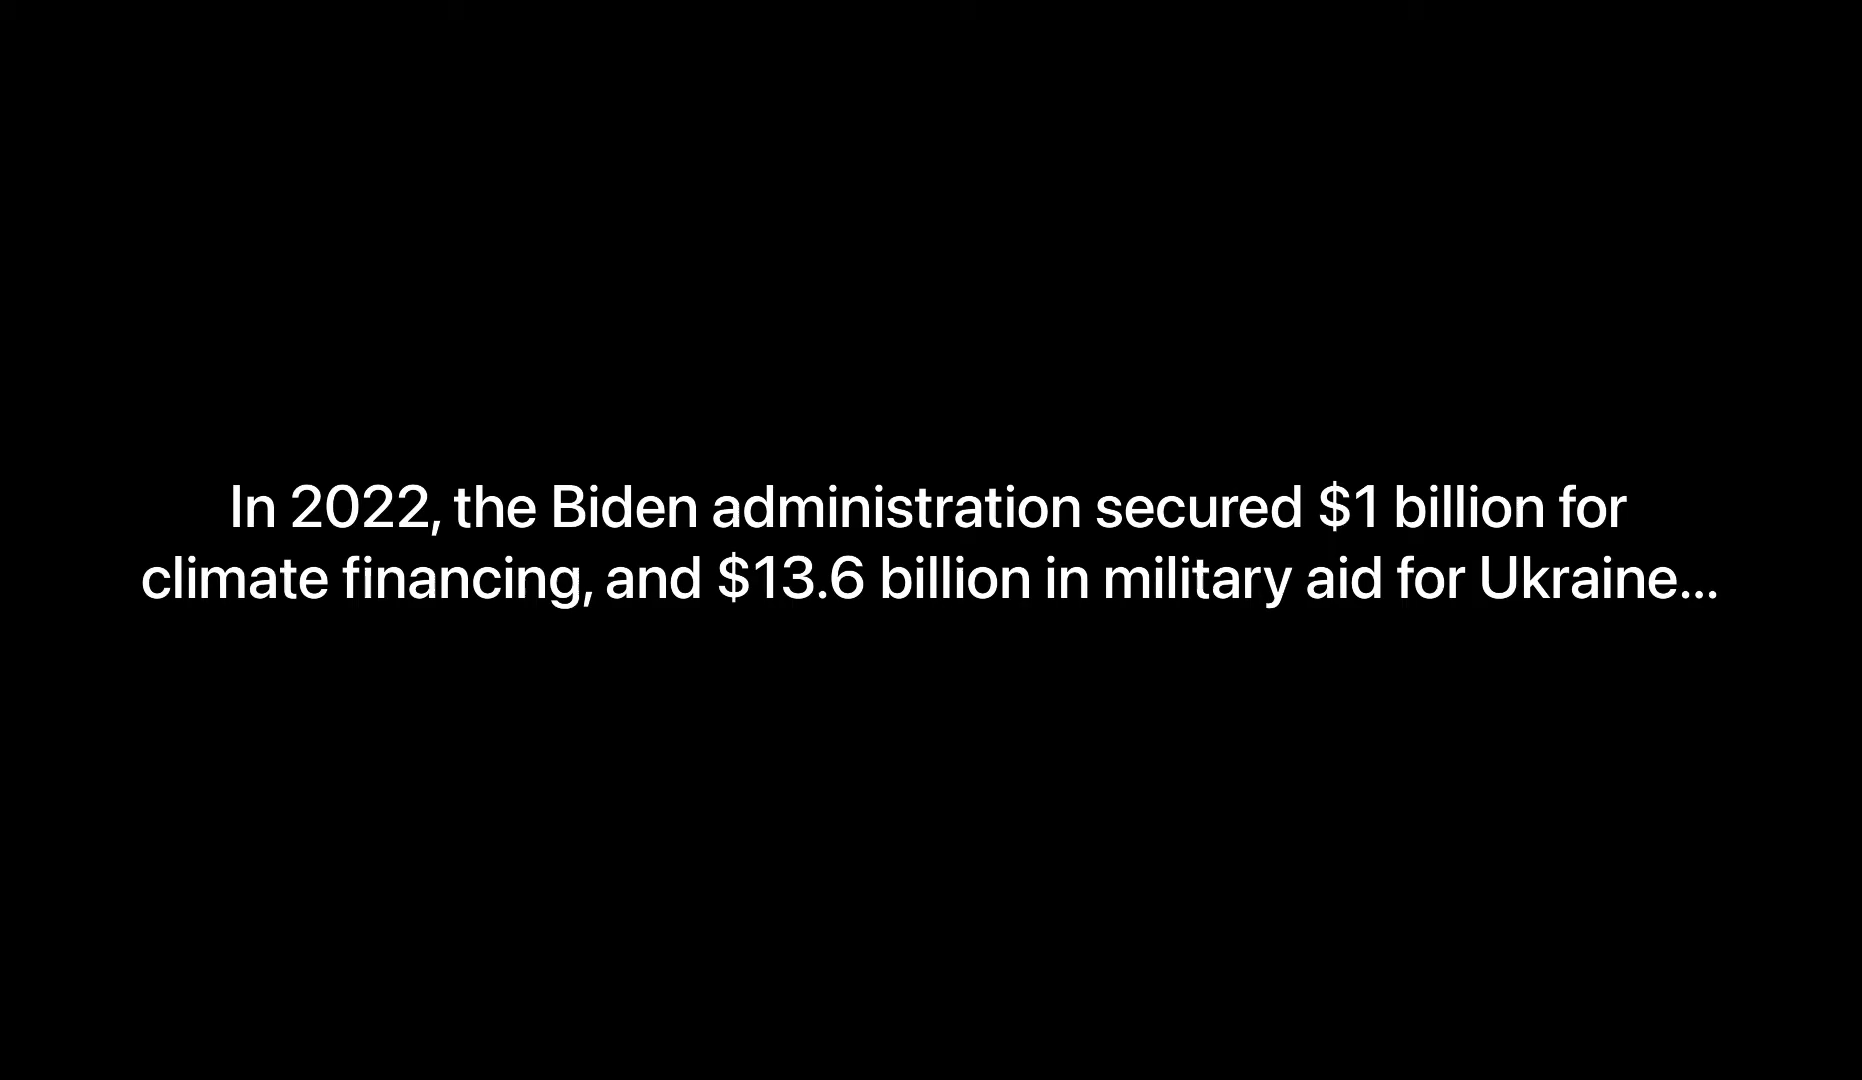 In 2022, the Biden administration secured $1 billion for
climate financing, and $13.6 billion in military aid for Ukraine...